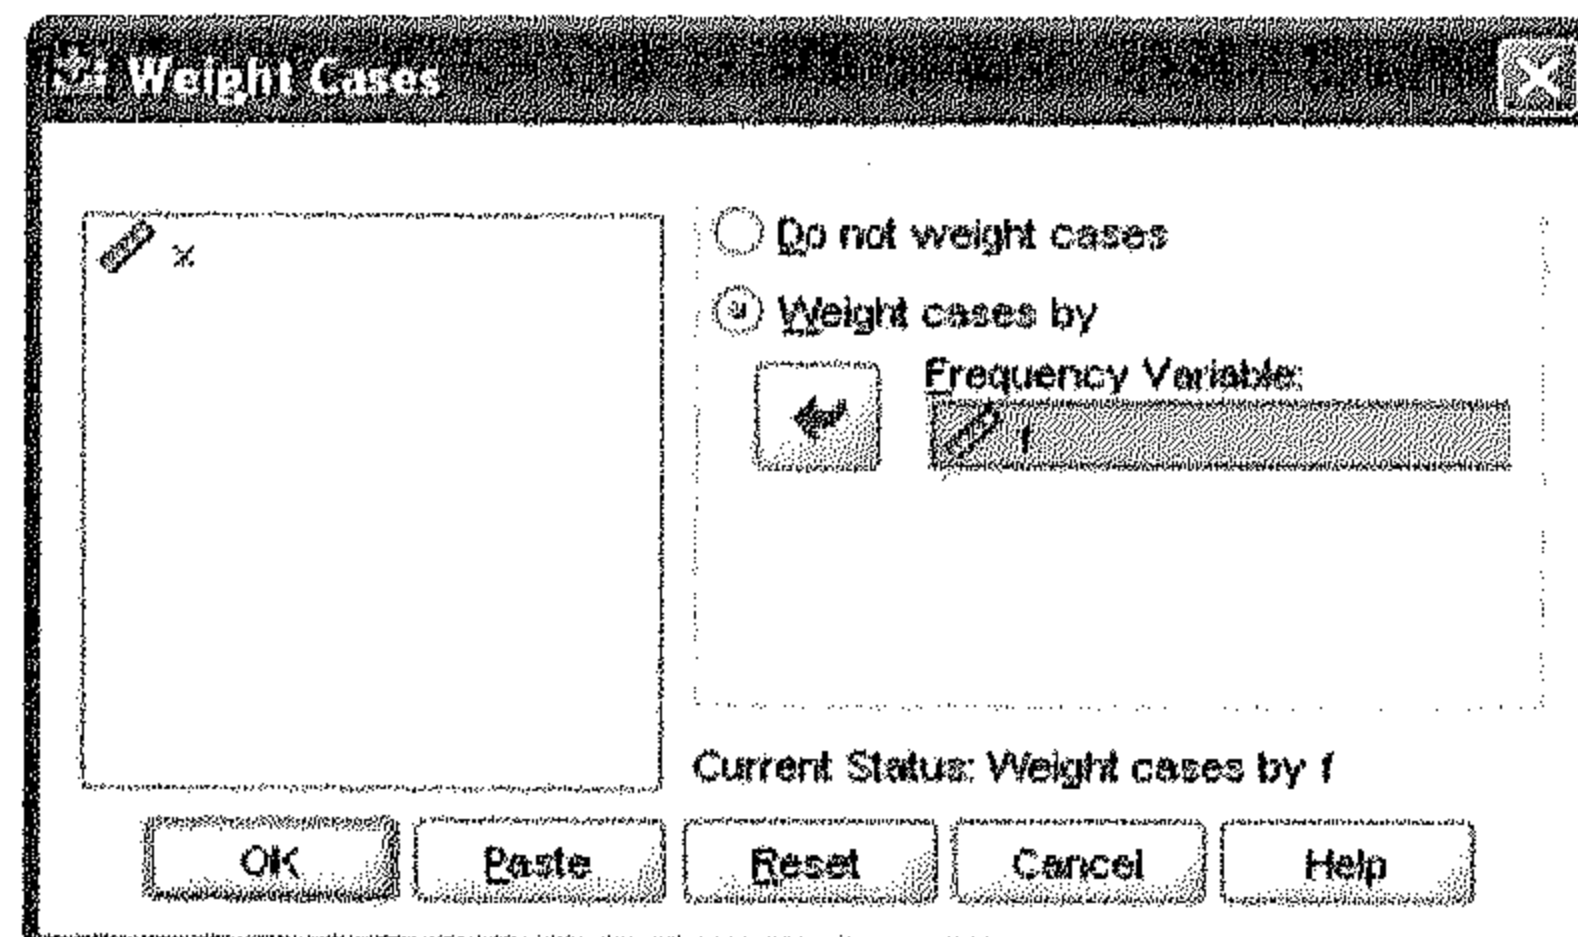 Weight Cases
x
Do not weight cases
Weight cases by
Frequency Variable:
f
Current Status: Weight cases by f
OK
Paste
Reset
Cancel
Help